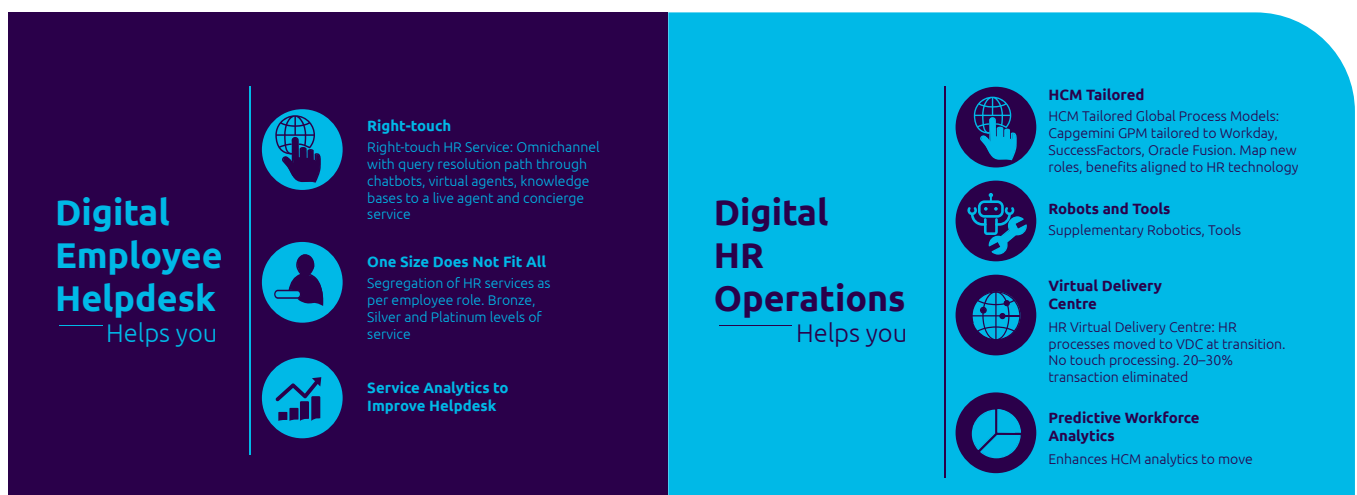 Digital
Employee
Helpdesk
Helps you
Right-touch
Right-touch HR Service: Omnichannel
with query resolution path through
chatbots, virtual agents, knowledge
bases to a live agent and concierge
service
One Size Does Not Fit All
Segregation of HR services as
per employee role. Bronze,
Silver and Platinum levels of
service
Service Analytics to
Improve Helpdesk
Digital
HR
Operations
Helps you
HCM Tailored
HCM Tailored Global Process Models:
Capgemini GPM tailored to Workday,
SuccessFactors, Oracle Fusion. Map new
roles, benefits aligned to HR technology
Robots and Tools
Supplementary Robotics, Tools
Virtual Delivery
Centre
HR Virtual Delivery Centre: HR
processes moved to VDC at transition.
No touch processing. 20–30%
transaction eliminated
Predictive Workforce
Analytics
Enhances HCM analytics to move